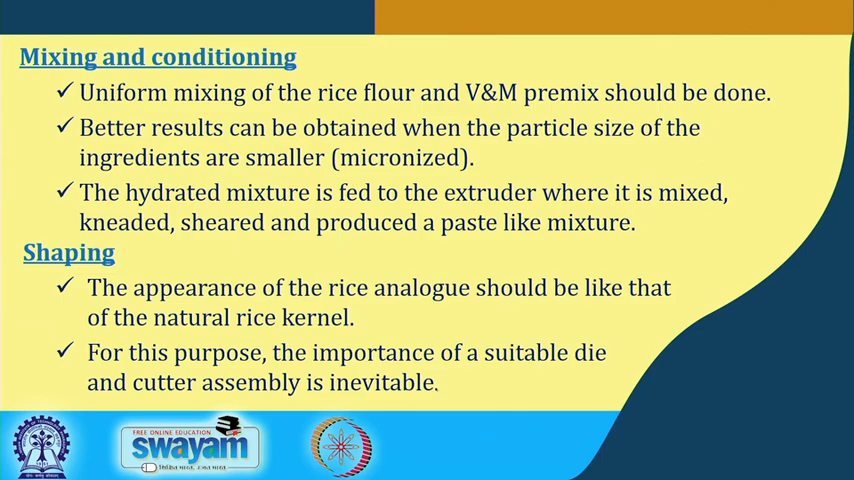 Mixing and conditioning
✓ Uniform mixing of the rice flour and V&M premix should be done.
✓ Better results can be obtained when the particle size of the
ingredients are smaller (micronized).
✓ The hydrated mixture is fed to the extruder where it is mixed,
kneaded, sheared and produced a paste like mixture.
Shaping
✓ The appearance of the rice analogue should be like that
of the natural rice kernel.
✓ For this purpose, the importance of a suitable die
and cutter assembly is inevitable.
FREE ONLINE EDUCATION
swayam